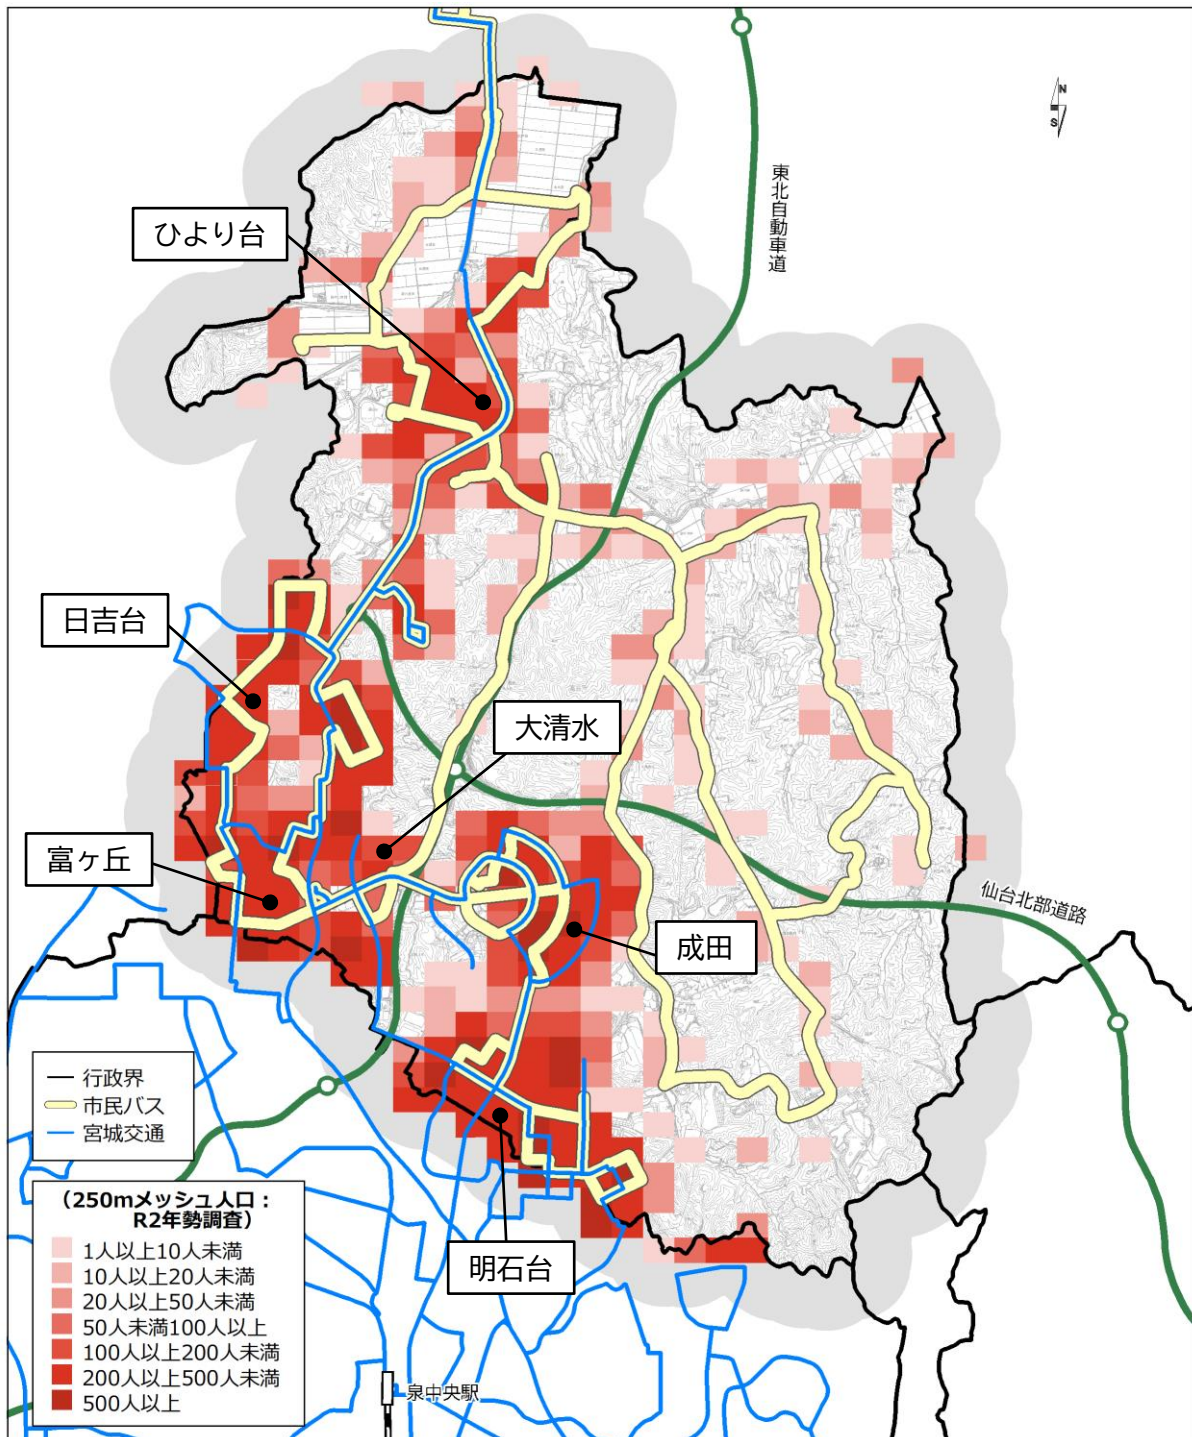 N
S
東北自動車道
ひより台
日吉台
大清水
富ヶ丘
成田
仙台北部道路
行政界
市民バス
宮城交通
(250mメッシュ人口:
R2年勢調査)
1人以上10人未満
10人以上20人未満
20人以上50人未満
50人未満100人以上
100人以上200人未満
200人以上500人未満
500人以上
明石台
泉中央駅